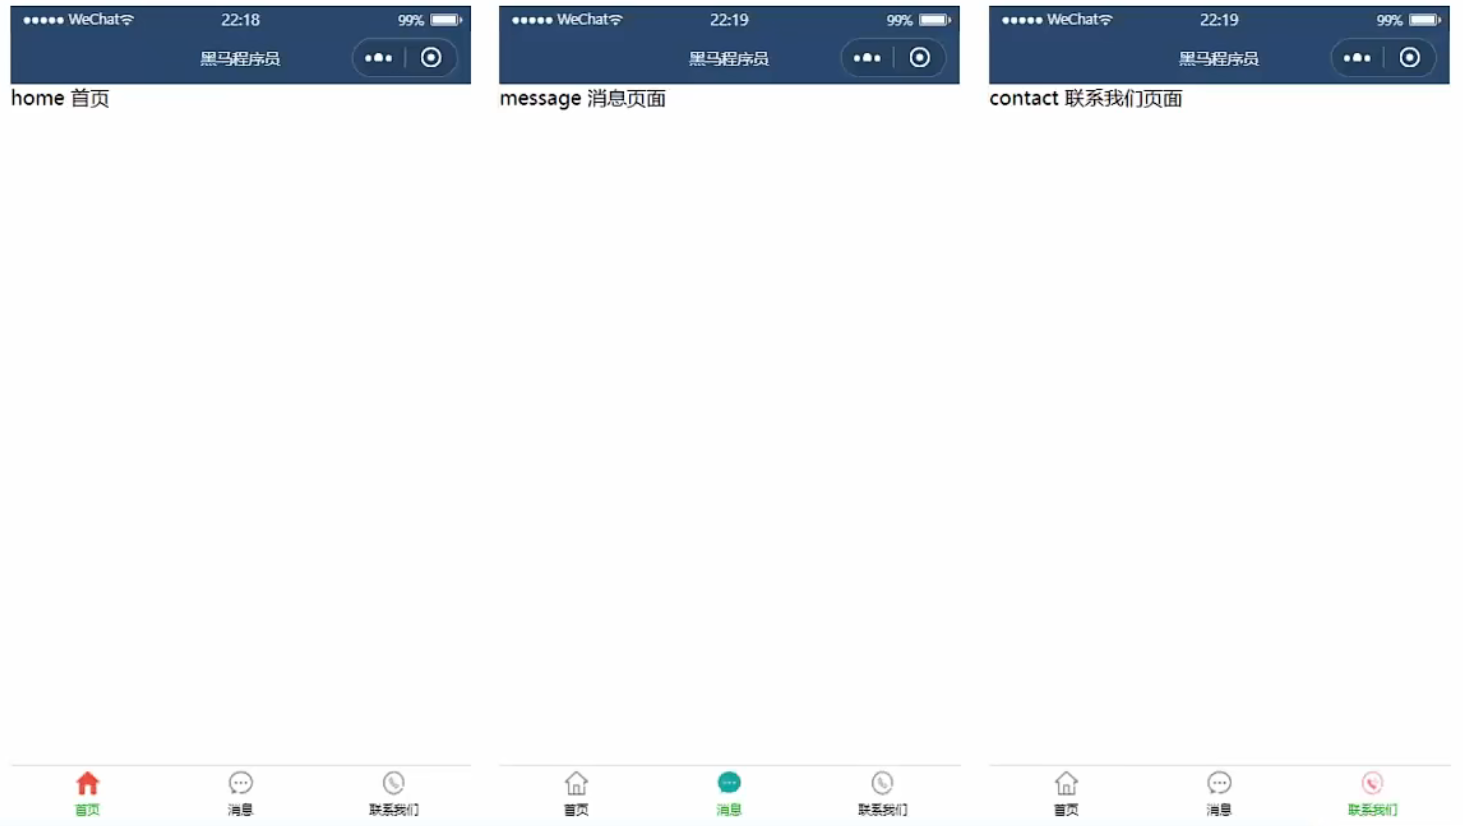 WeChat 22:18 99%
黑马程序员
home 首页
首页 消息 联系我们
WeChat 22:19 99%
黑马程序员
message 消息页面
首页 消息 联系我们
WeChat 22:19 99%
黑马程序员
contact 联系我们页面
首页 消息 联系我们